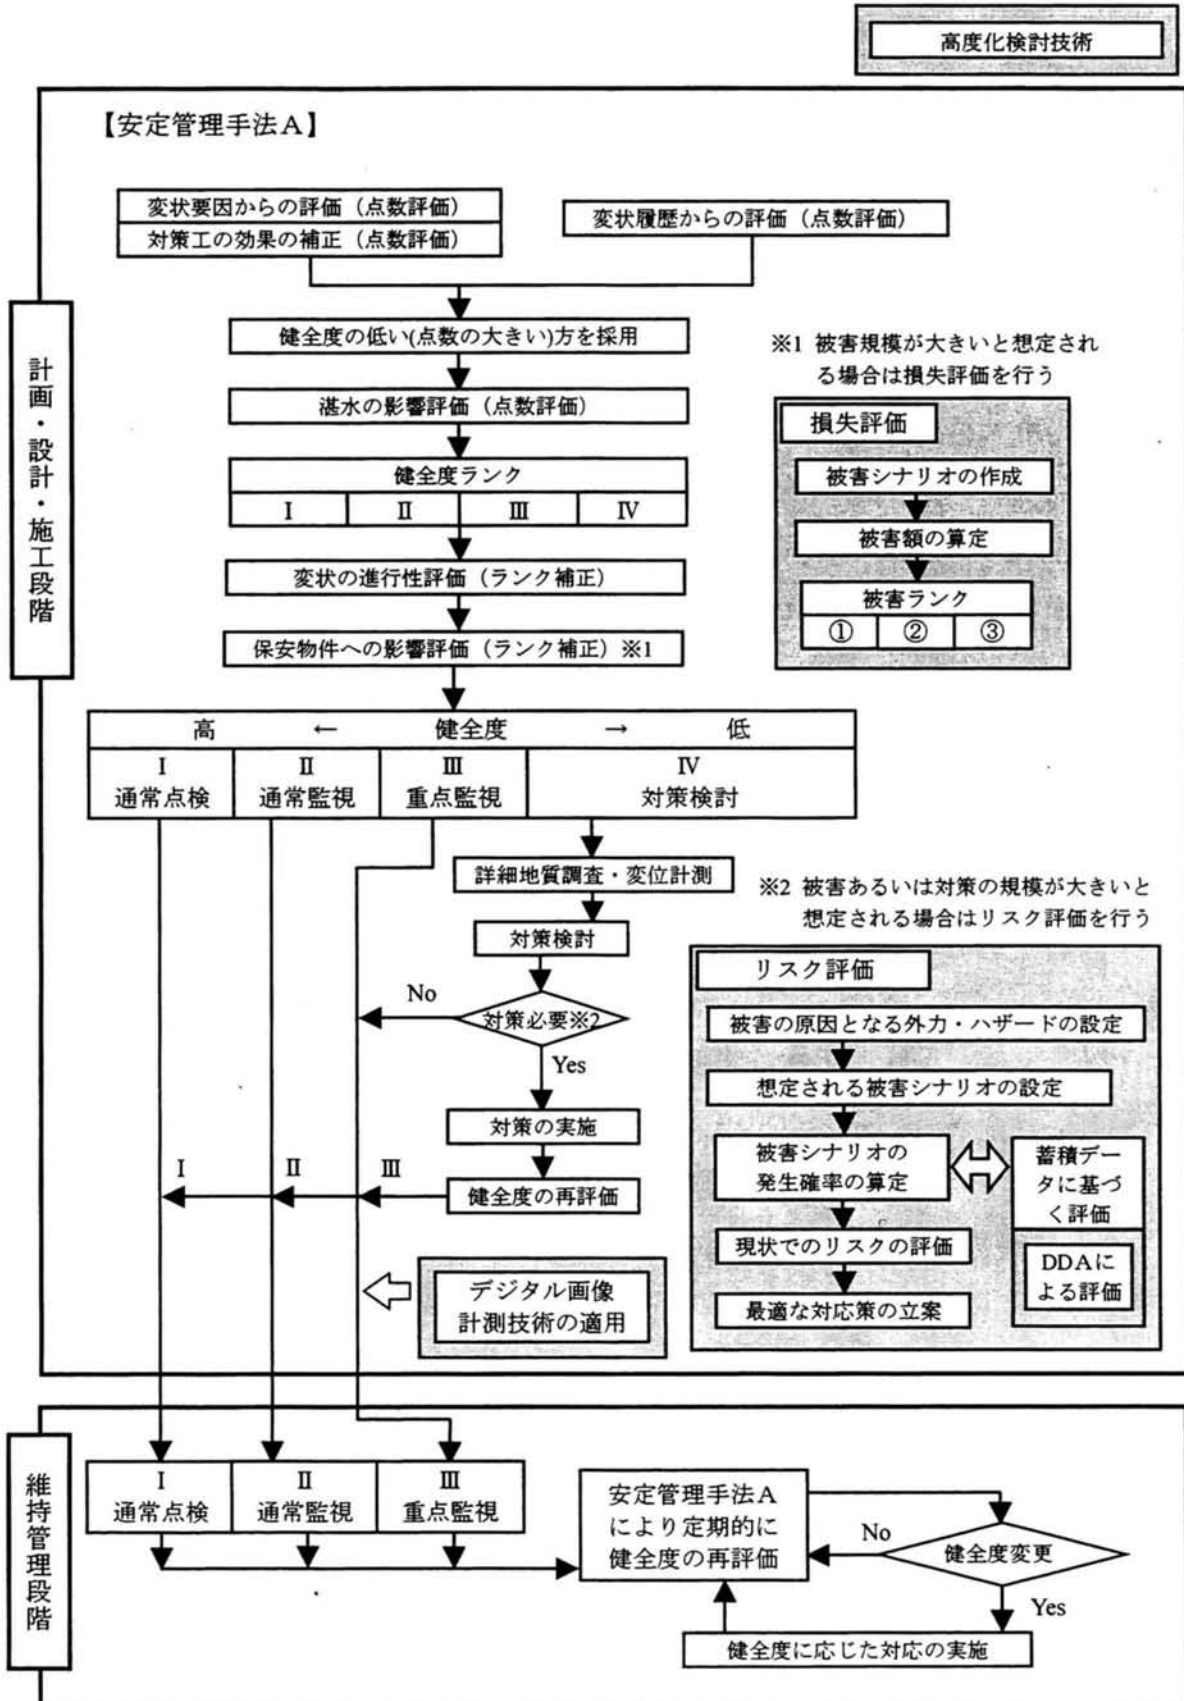 高度化検討技術
【安定管理手法A】
変状要因からの評価（点数評価）
対策工の効果の補正（点数評価）
変状履歴からの評価（点数評価）
健全度の低い(点数の大きい)方を採用
湛水の影響評価（点数評価）
健全度ランク
Ⅰ Ⅱ Ⅲ Ⅳ
変状の進行性評価（ランク補正）
保安物件への影響評価（ランク補正）※1
※1 被害規模が大きいと想定され
る場合は損失評価を行う
損失評価
被害シナリオの作成
被害額の算定
被害ランク
① ② ③
計画・設計・施工段階
高 ← 健全度 → 低
Ⅰ Ⅱ Ⅲ Ⅳ
通常点検 通常監視 重点監視 対策検討
詳細地質調査・変位計測
対策検討
No
対策必要※2
Yes
対策の実施
Ⅰ Ⅱ Ⅲ
健全度の再評価
デジタル画像
計測技術の適用
※2 被害あるいは対策の規模が大きいと
想定される場合はリスク評価を行う
リスク評価
被害の原因となる外力・ハザードの設定
想定される被害シナリオの設定
被害シナリオの
発生確率の算定
蓄積デー
タに基づ
く評価
DDAに
よる評価
現状でのリスクの評価
最適な対応策の立案
維持管理段階
Ⅰ Ⅱ Ⅲ
通常点検 通常監視 重点監視
安定管理手法A
により定期的に
健全度の再評価
No
健全度変更
Yes
健全度に応じた対応の実施